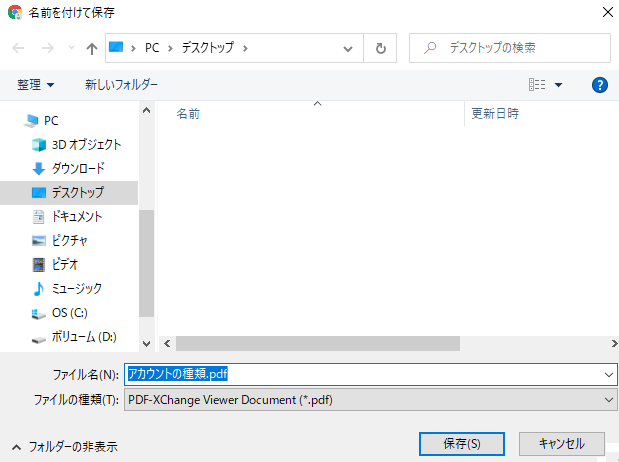 名前を付けて保存
PC
デスクトップ
デスクトップの検索
整理
新しいフォルダー
?
名前
更新日時
PC
3D オブジェクト
ダウンロード
デスクトップ
ドキュメント
ピクチャ
ビデオ
ミュージック
OS (C:)
ボリューム (D:)
ファイル名(N):
アカウントの種類.pdf
ファイルの種類(T):
PDF-XChange Viewer Document (*.pdf)
フォルダーの非表示
保存(S)
キャンセル